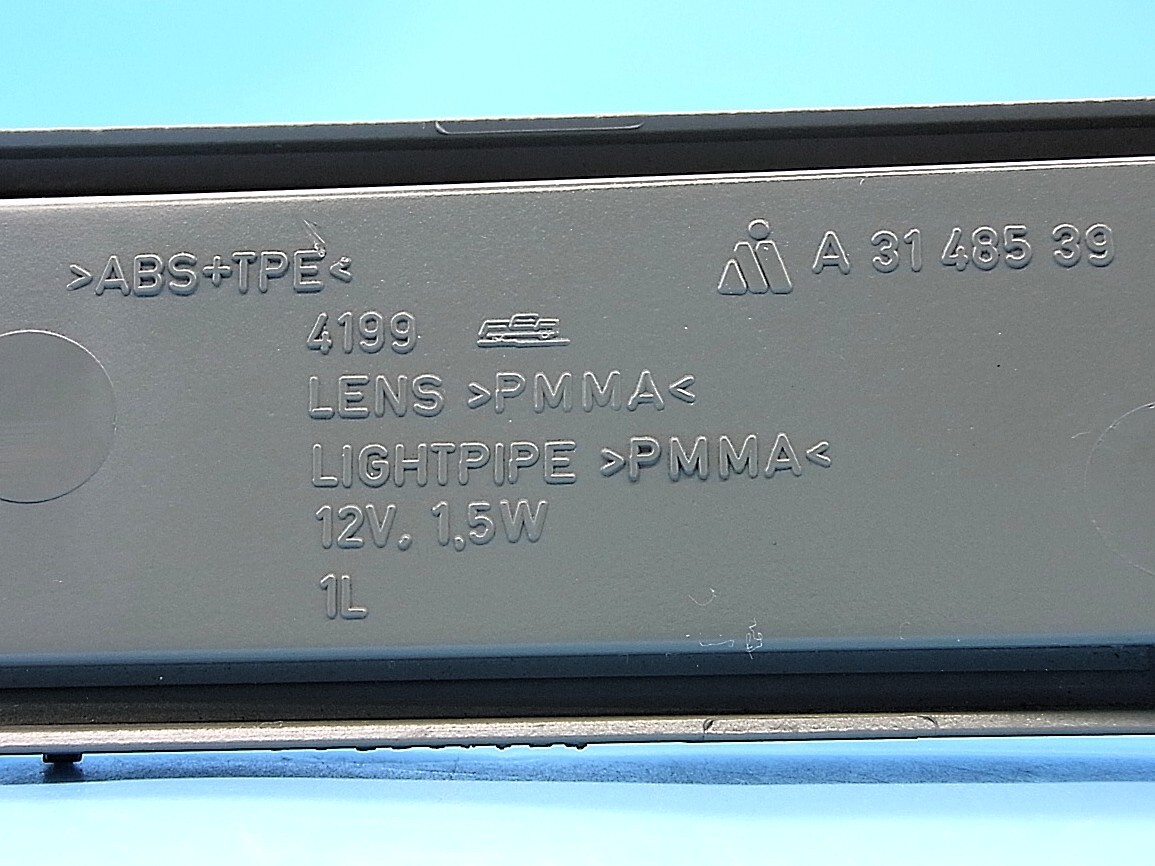 >ABS+TPE<
A 31 485 39
4199
LENS >PMMA<
LIGHTPIPE >PMMA<
12V, 1,5W
1L